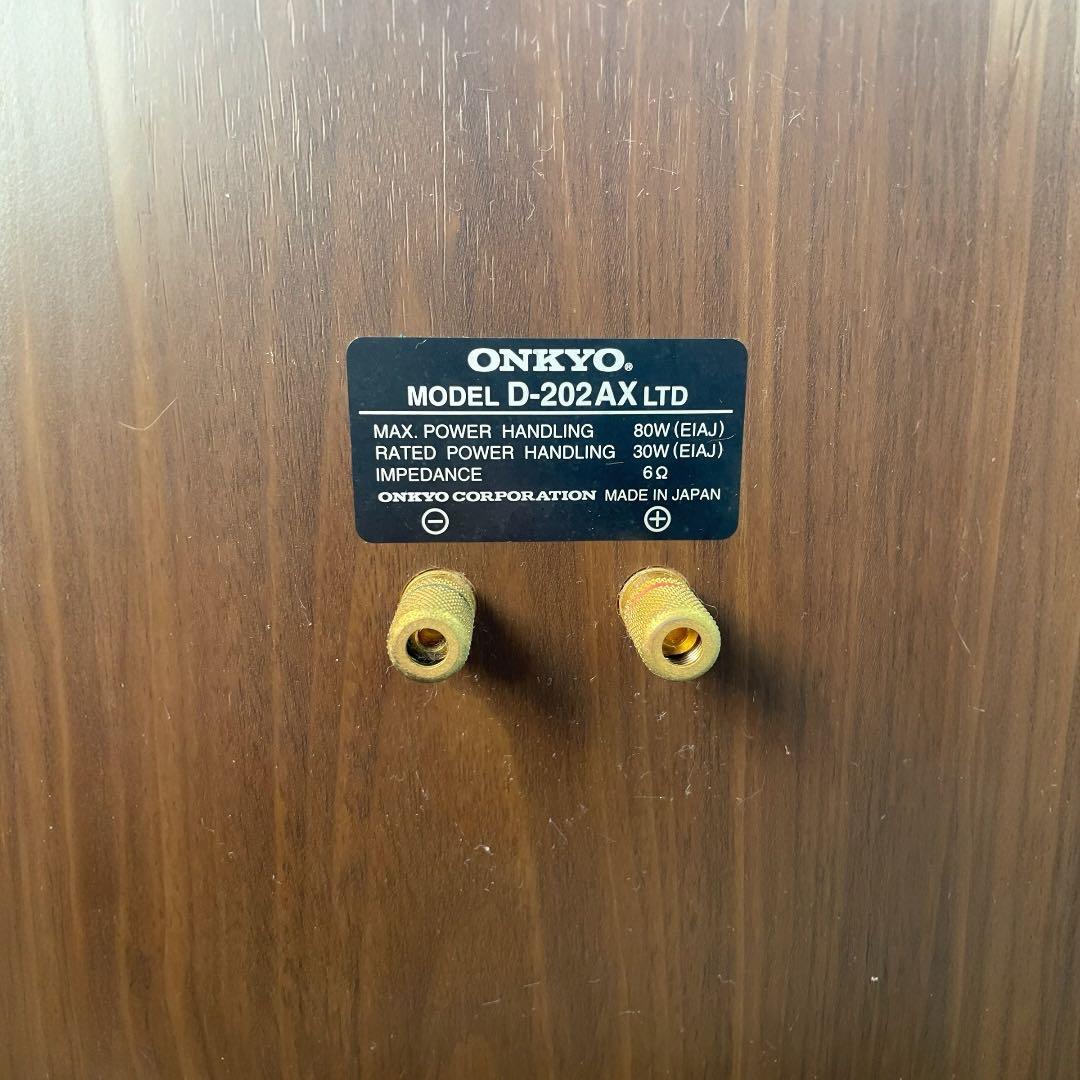 ONKYO®
MODEL D-202AX LTD
MAX. POWER HANDLING 80W (EIAJ)
RATED POWER HANDLING 30W (EIAJ)
IMPEDANCE 6Ω
ONKYO CORPORATION MADE IN JAPAN
⊖ ⊕